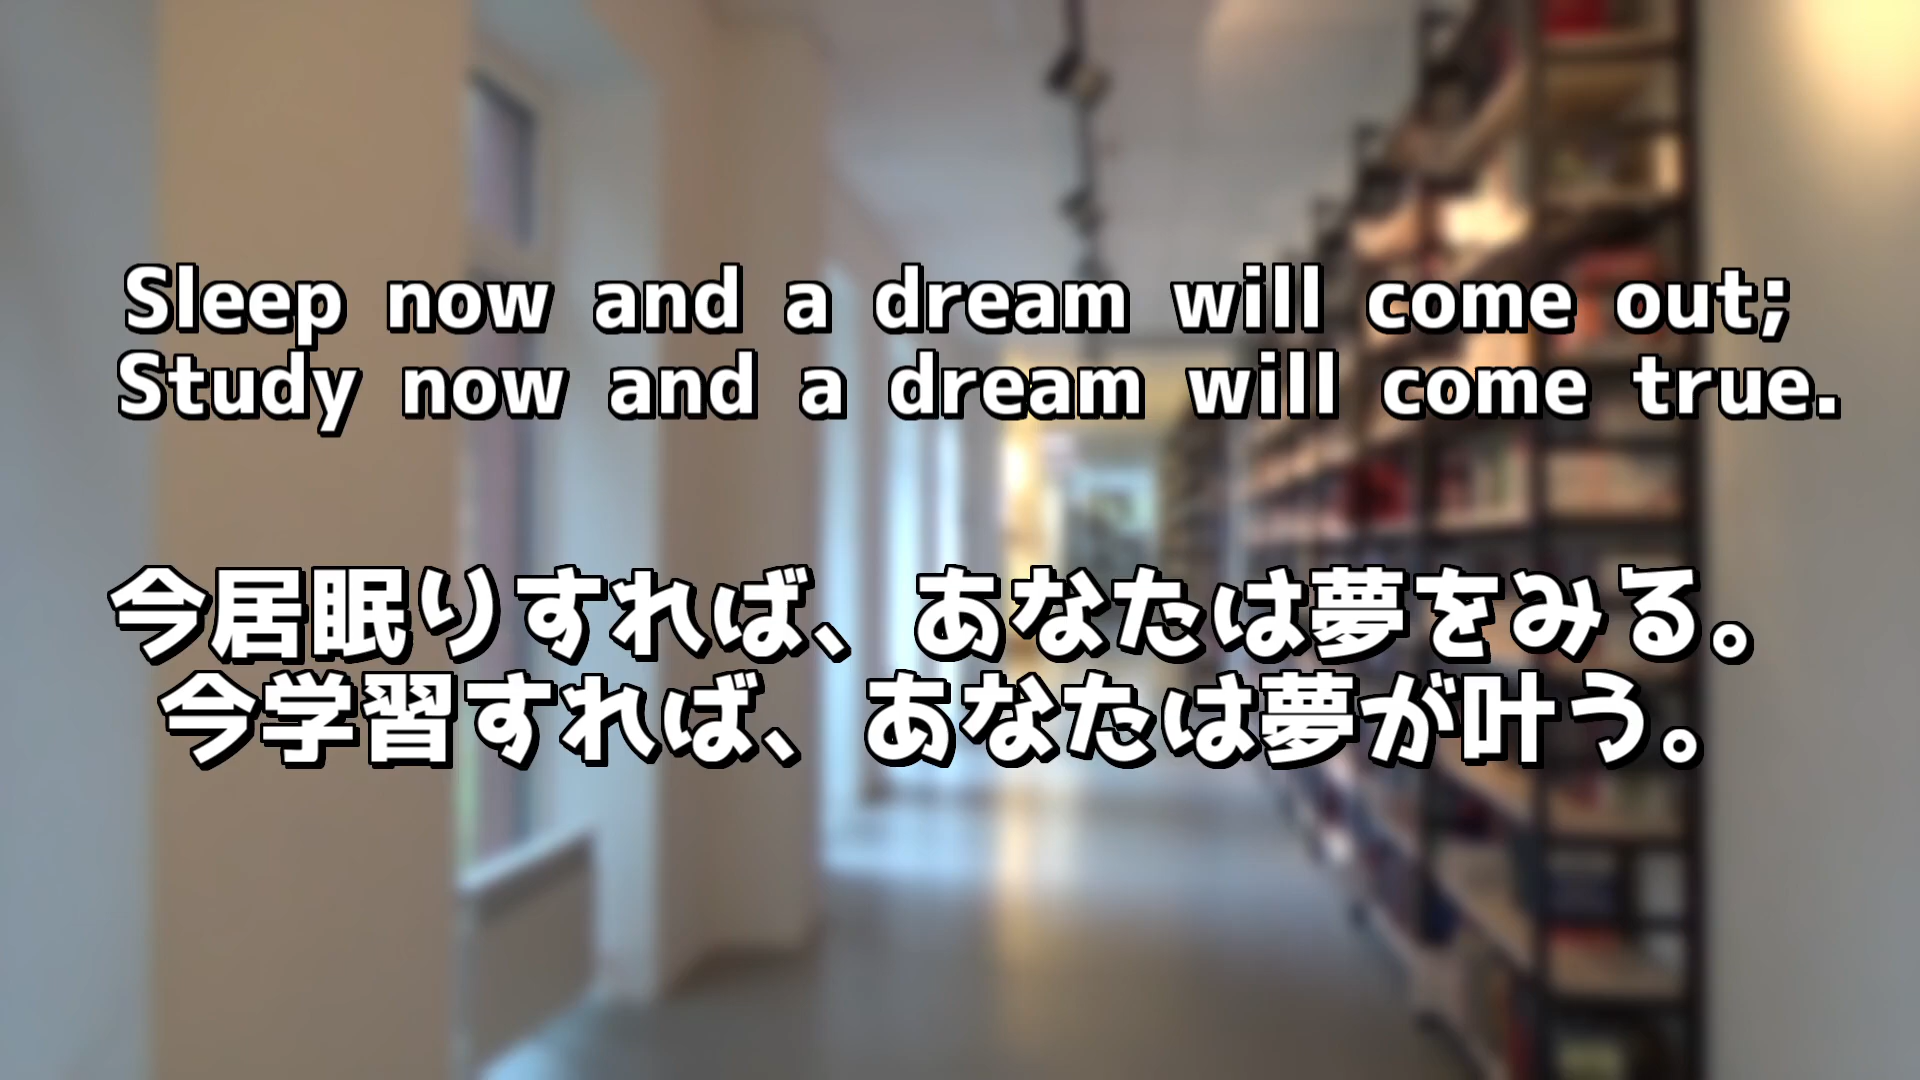 Sleep now and a dream will come out;
Study now and a dream will come true.
今居眠りすれば、あなたは夢をみる。
今学習すれば、あなたは夢が叶う。